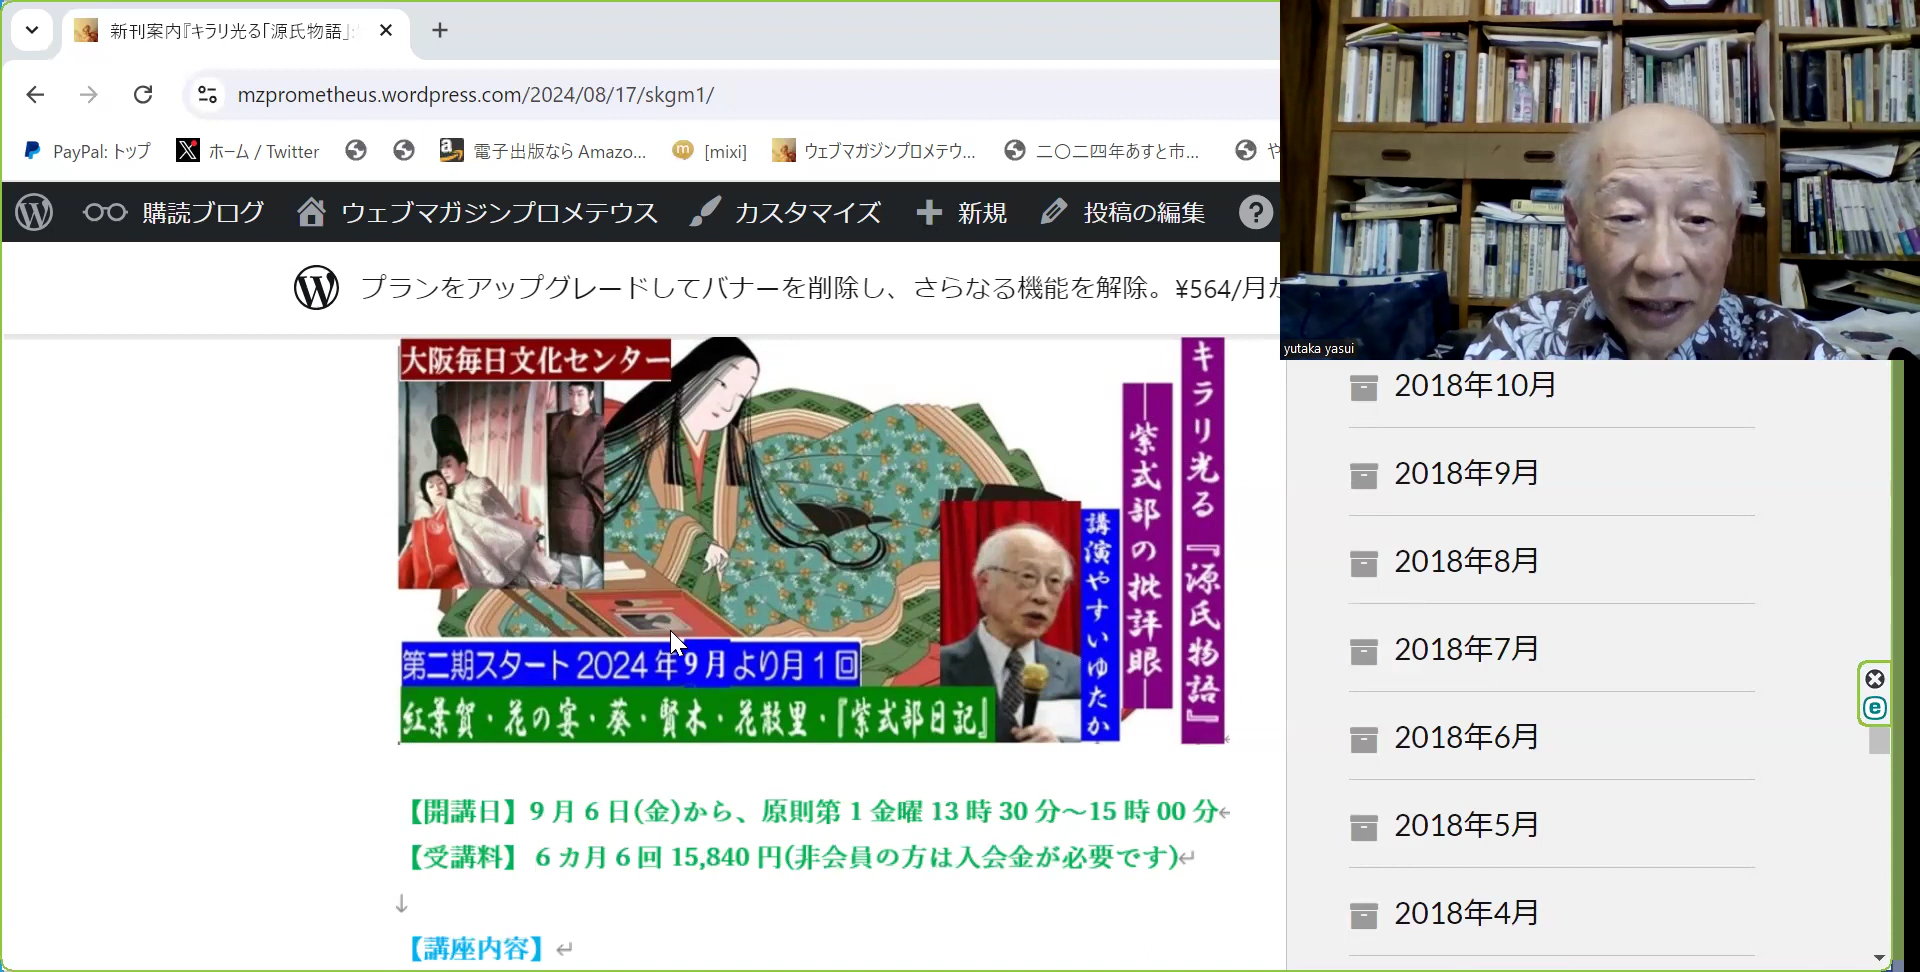 新刊案内『キラリ光る「源氏物語」
mzprometheus.wordpress.com/2024/08/17/skgm1/
PayPal: トップ
ホーム / Twitter
電子出版なら Amazo...
[mixi]
ウェブマガジンプロメテウ...
二〇二四年あすと市...
や
購読ブログ
ウェブマガジンプロメテウス
カスタマイズ
新規
投稿の編集
プランをアップグレードしてバナーを削除し、さらなる機能を解除。¥564/月か
yutaka yasui
大阪毎日文化センター
キラリ光る『源氏物語』
―紫式部の批評眼―
講演やすいゆたか
第二期スタート2024年9月より月1回
紅葉賀・花の宴・葵・賢木・花散里・『紫式部日記』
【開講日】9月6日(金)から、原則第1金曜13時30分～15時00分
【受講料】6カ月6回15,840円(非会員の方は入会金が必要です)
【講座内容】
2018年10月
2018年9月
2018年8月
2018年7月
2018年6月
2018年5月
2018年4月